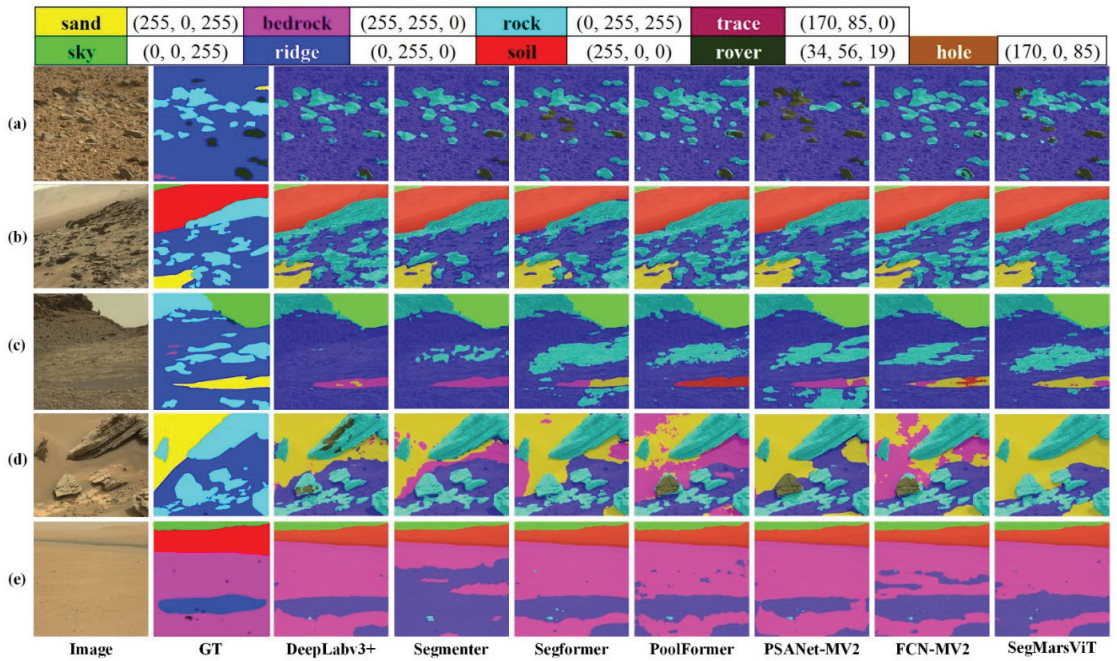 sand (255, 0, 255) bedrock (255, 255, 0) rock (0, 255, 255) trace (170, 85, 0)
sky (0, 0, 255) ridge (0, 255, 0) soil (255, 0, 0) rover (34, 56, 19) hole (170, 0, 85)
(a)
(b)
(c)
(d)
(e)
Image GT DeepLabv3+ Segmenter Segformer PoolFormer PSANet-MV2 FCN-MV2 SegMarsViT